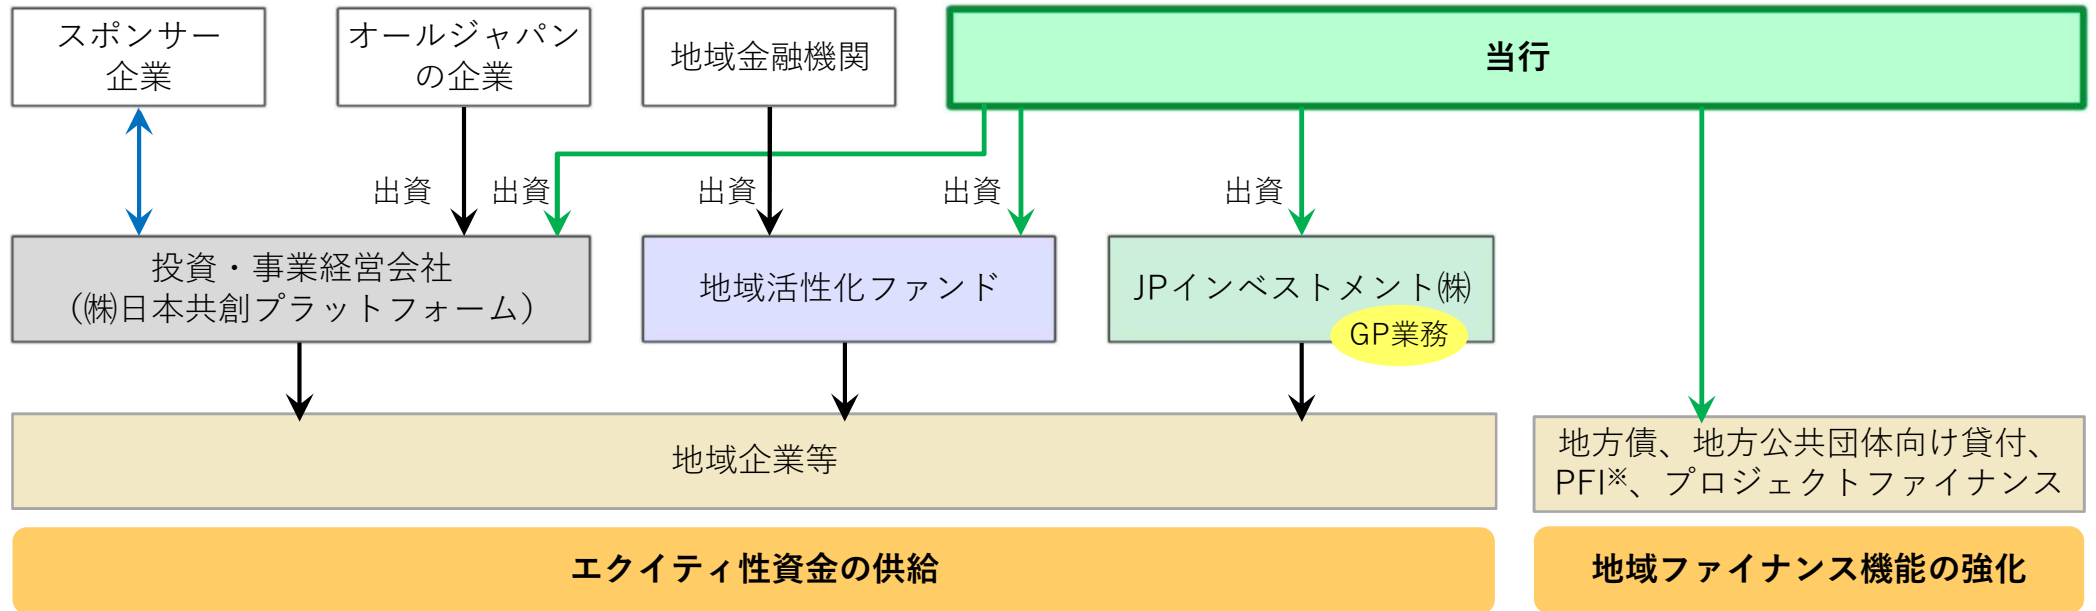 スポンサー
企業
オールジャパン
の企業
地域金融機関
当行
出資
出資
出資
出資
出資
投資・事業経営会社
(㈱日本共創プラットフォーム)
地域活性化ファンド
JPインベストメント㈱
GP業務
地域企業等
地方債、地方公共団体向け貸付、
PFI※、プロジェクトファイナンス
エクイティ性資金の供給
地域ファイナンス機能の強化